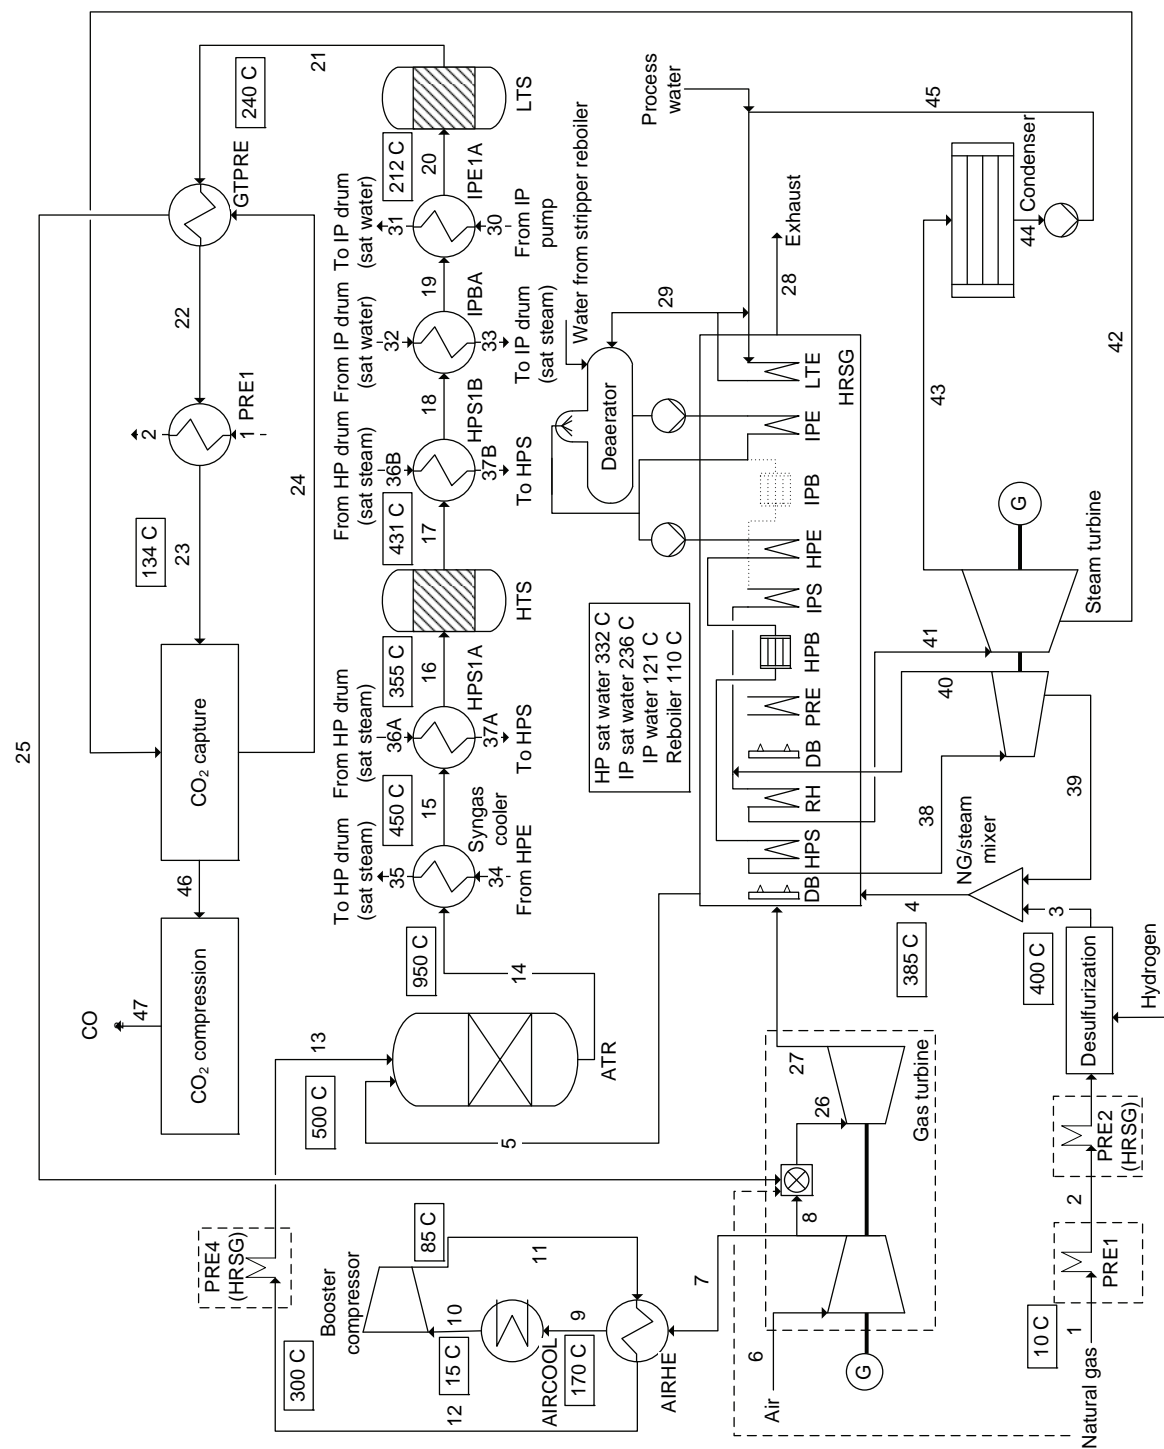 21
240 C
GTPRE
22
PRE1
2
1
134 C
23
24
25
CO₂ capture
46
CO₂ compression
47
CO
LTS
212 C
20
IPE1A
To IP drum
(sat water)
31
30
From IP
pump
19
IPBA
From IP drum
(sat water)
32
33
To IP drum
(sat steam)
18
HPS1B
From HP drum
(sat steam)
36B
37B
To HPS
431 C
17
HTS
355 C
16
HPS1A
From HP drum
(sat steam)
36A
37A
To HPS
450 C
15
Syngas
cooler
To HP drum
(sat steam)
35
34
From HPE
950 C
14
13
500 C
ATR
5
PRE4
(HRSG)
300 C
12
Booster
compressor
85 C
11
10
15 C
AIRCOOL
9
170 C
AIRHE
7
Process
water
Water from stripper reboiler
Deaerator
29
28
Exhaust
HRSG
LTE
IPE
IPB
HPE
IPS
HPB
PRE
DB
RH
HPS
DB
HP sat water 332 C
IP sat water 236 C
IP water 121 C
Reboiler 110 C
45
Condenser
44
43
42
G
Steam turbine
41
40
39
38
NG/steam
mixer
4
385 C
3
400 C
Desulfurization
Hydrogen
PRE2
(HRSG)
2
PRE1
10 C
1
Natural gas
Gas turbine
27
26
8
6
Air
G